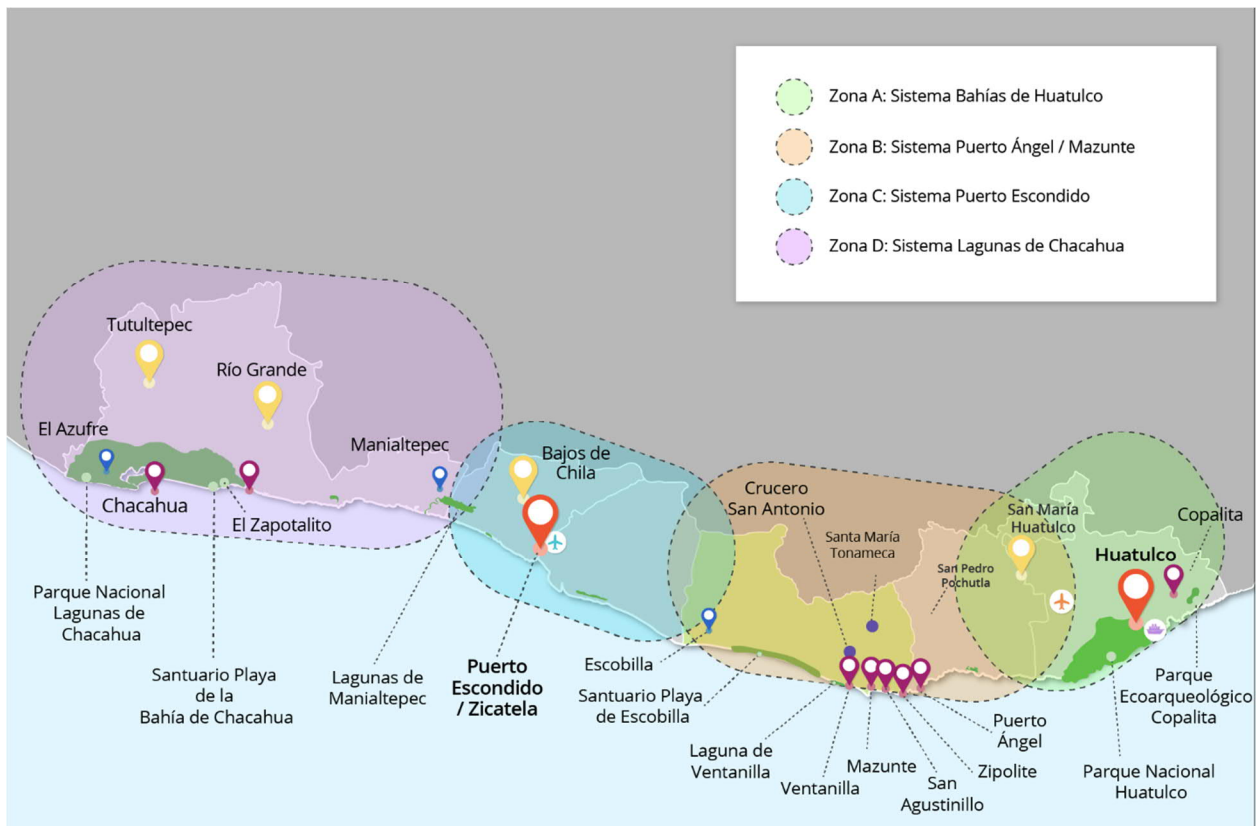 Zona A: Sistema Bahías de Huatulco
Zona B: Sistema Puerto Ángel / Mazunte
Zona C: Sistema Puerto Escondido
Zona D: Sistema Lagunas de Chacahua
Tutultepec
Río Grande
El Azufre
Manialtepec
Chacahua
El Zapotalito
Parque Nacional
Lagunas de
Chacahua
Santuario Playa
de la
Bahía de Chacahua
Lagunas de
Manialtepec
Bajos de
Chila
Puerto
Escondido
/ Zicatela
Escobilla
Santuario Playa
de Escobilla
Crucero
San Antonio
Santa María
Tonameca
San Pedro
Pochutla
San María
Huatulco
Huatulco
Copalita
Laguna de
Ventanilla
Ventanilla
Mazunte
San
Agustinillo
Zipolite
Puerto
Ángel
Parque Nacional
Huatulco
Parque
Ecoarqueológico
Copalita